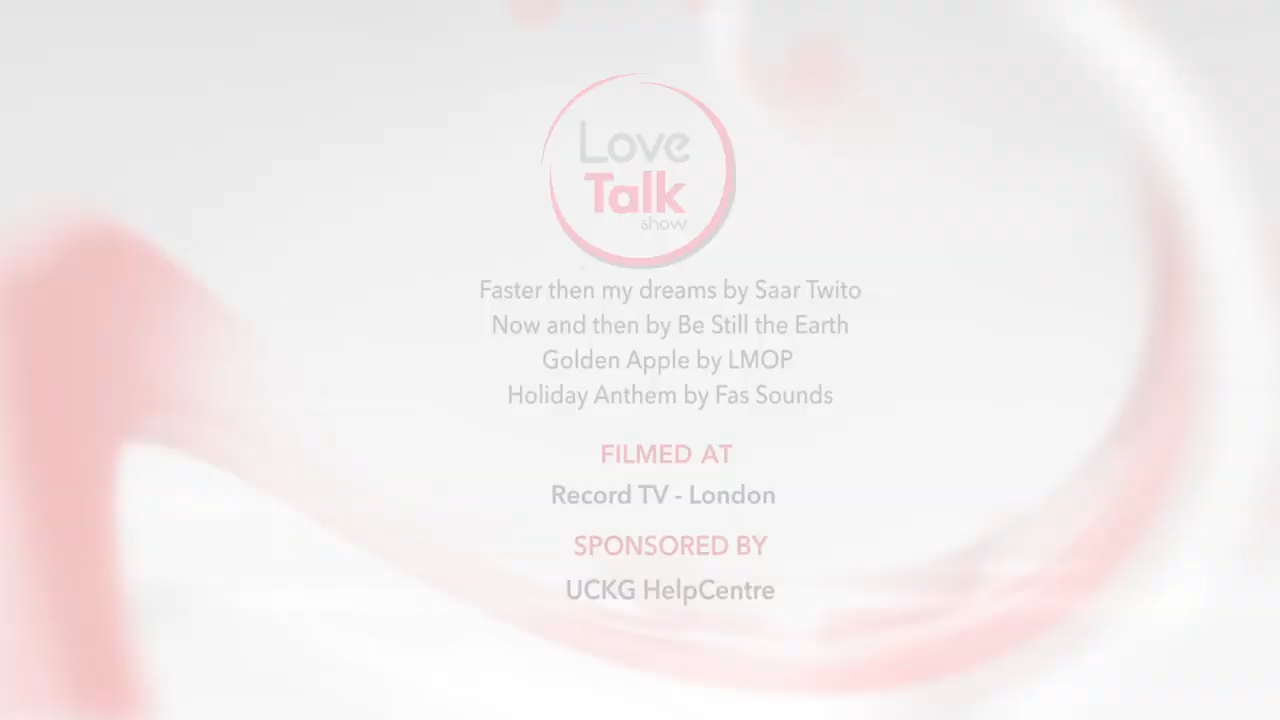 Love
Talk
show
Faster then my dreams by Saar Twito
Now and then by Be Still the Earth
Golden Apple by LMOP
Holiday Anthem by Fas Sounds
FILMED AT
Record TV - London
SPONSORED BY
UCKG HelpCentre